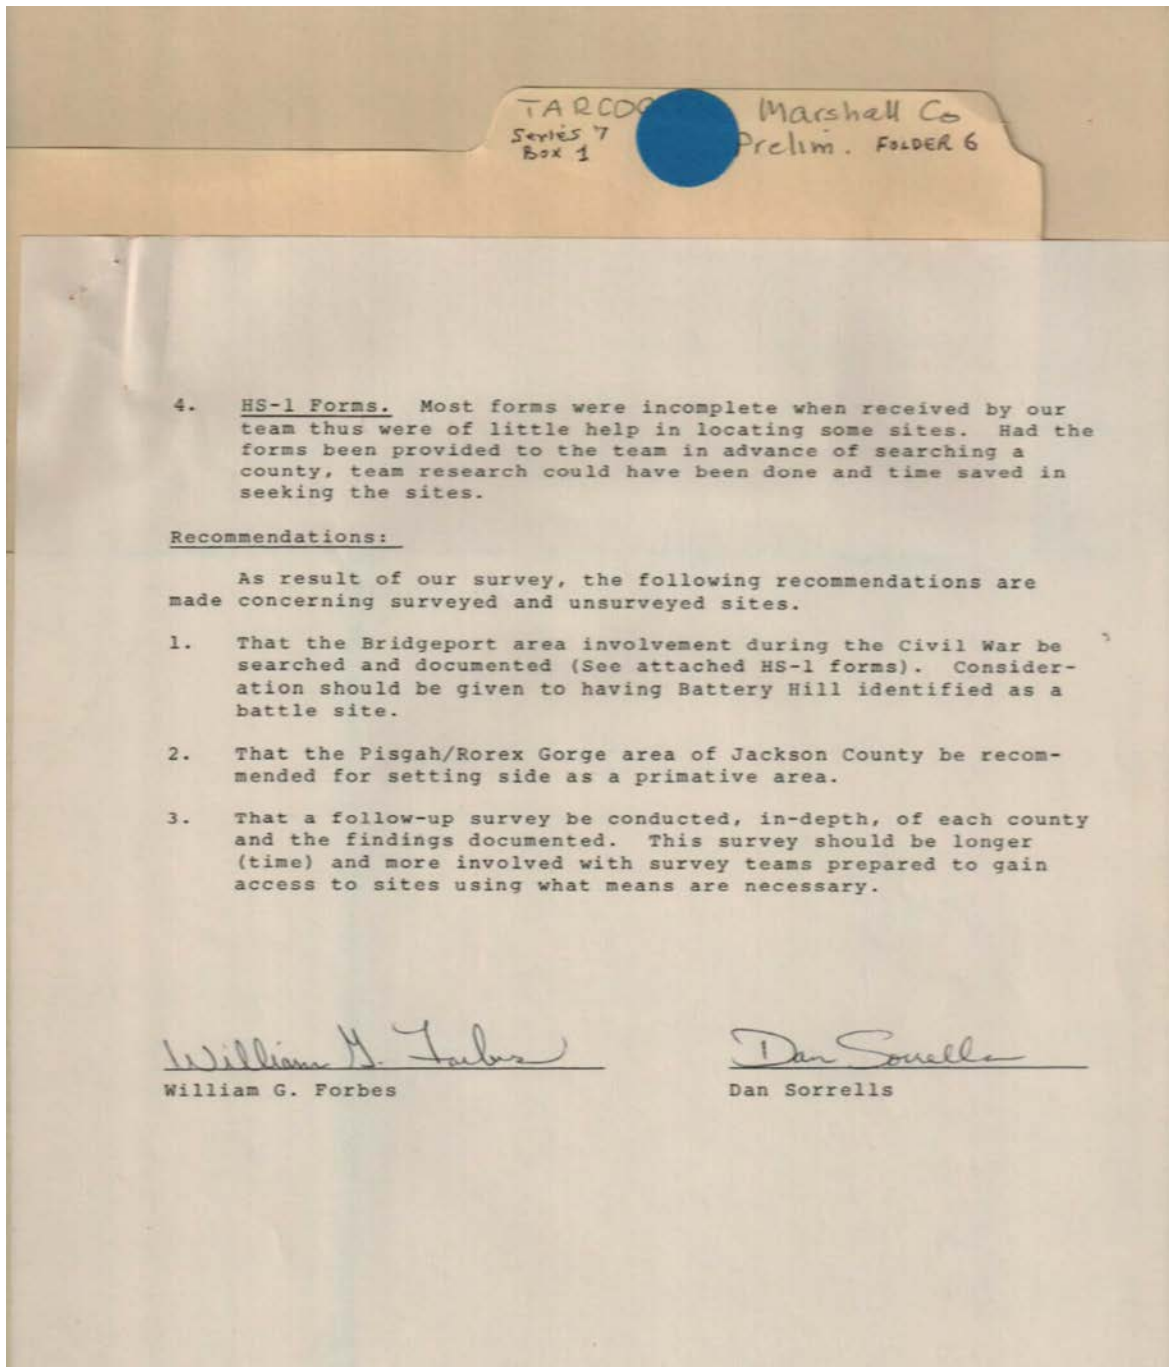 TARCOG
Marshall Co
Series 7
Prelim. FOLDER 6
Box 1
4. HS-1 Forms. Most forms were incomplete when received by our
team thus were of little help in locating some sites. Had the
forms been provided to the team in advance of searching a
county, team research could have been done and time saved in
seeking the sites.
Recommendations:
As result of our survey, the following recommendations are
made concerning surveyed and unsurveyed sites.
1. That the Bridgeport area involvement during the Civil War be
searched and documented (See attached HS-1 forms). Consider-
ation should be given to having Battery Hill identified as a
battle site.
2. That the Pisgah/Rorex Gorge area of Jackson County be recom-
mended for setting side as a primative area.
3. That a follow-up survey be conducted, in-depth, of each county
and the findings documented. This survey should be longer
(time) and more involved with survey teams prepared to gain
access to sites using what means are necessary.
William G. Forbes
Dan Sorrells
William G. Forbes
Dan Sorrells